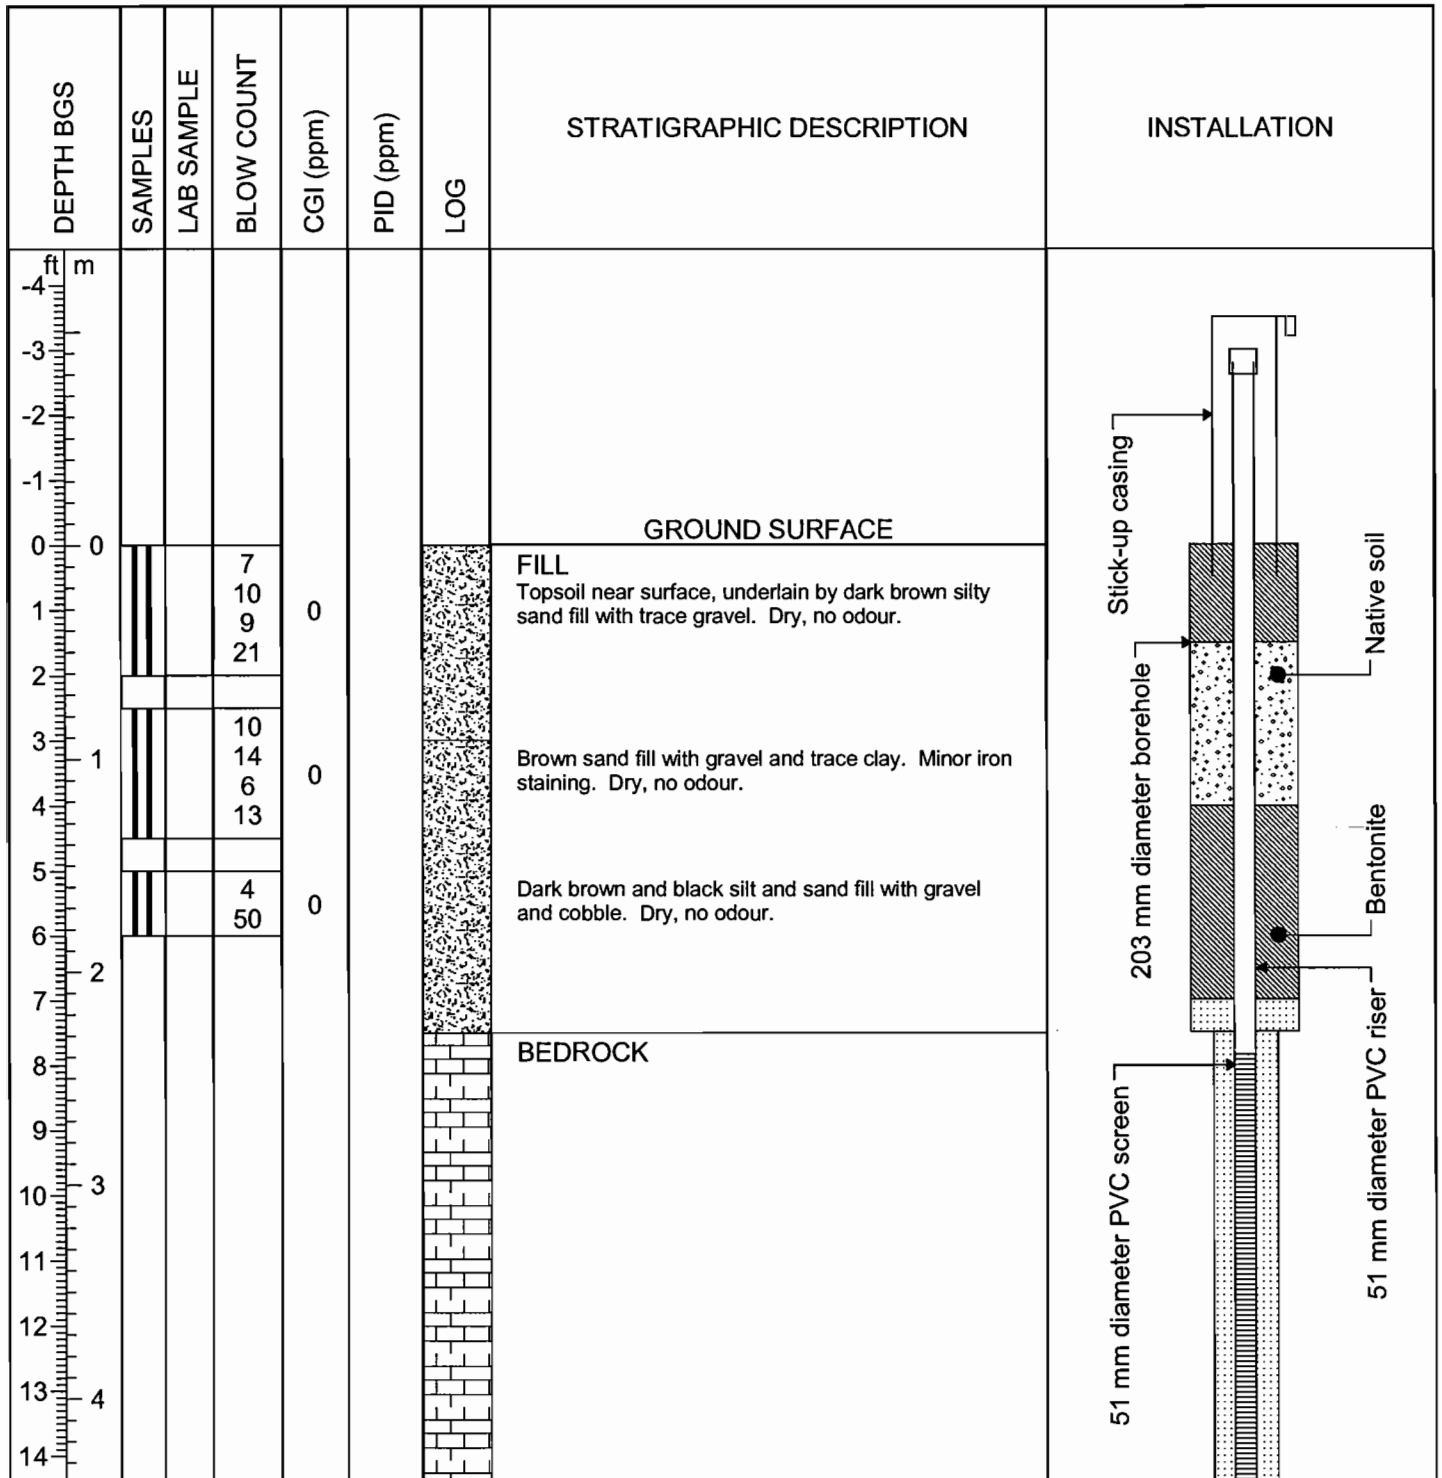 DEPTH BGS
SAMPLES
LAB SAMPLE
BLOW COUNT
CGI (ppm)
PID (ppm)
LOG
STRATIGRAPHIC DESCRIPTION
INSTALLATION
ft m
-4
-3
-2
-1
0 0
1
2
3
1
4
5
6
2
7
8
9
10
3
11
12
13
4
14
7
10
9
21
0
10
14
6
13
0
4
50
0
GROUND SURFACE
FILL
Topsoil near surface, underlain by dark brown silty
sand fill with trace gravel. Dry, no odour.
Brown sand fill with gravel and trace clay. Minor iron
staining. Dry, no odour.
Dark brown and black silt and sand fill with gravel
and cobble. Dry, no odour.
BEDROCK
Stick-up casing
203 mm diameter borehole
51 mm diameter PVC screen
Native soil
Bentonite
51 mm diameter PVC riser